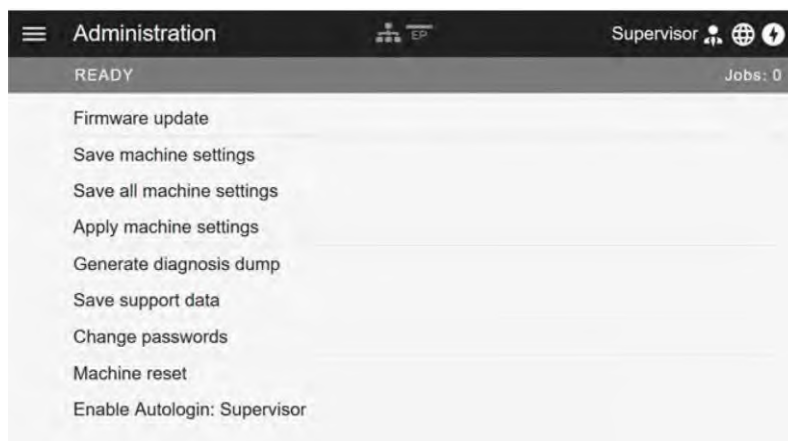 Administration EP Supervisor
READY Jobs: 0
Firmware update
Save machine settings
Save all machine settings
Apply machine settings
Generate diagnosis dump
Save support data
Change passwords
Machine reset
Enable Autologin: Supervisor